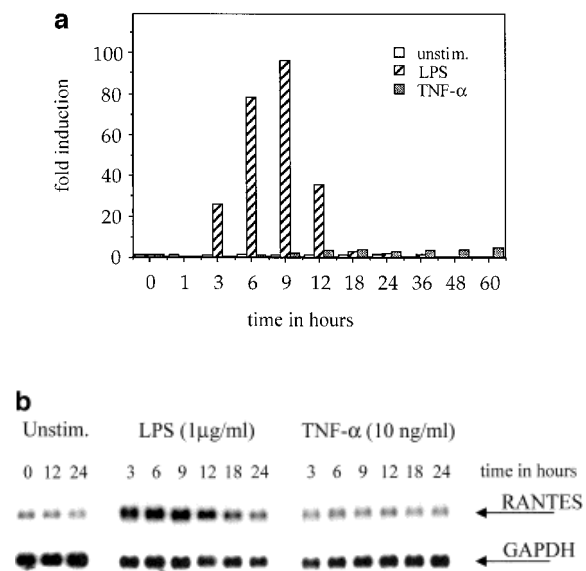 a
100
80
60
40
20
0
fold induction
unstim.
LPS
TNF-α
0 1 3 6 9 12 18 24 36 48 60
time in hours
b
Unstim. LPS (1μg/ml) TNF-α (10 ng/ml)
0 12 24 3 6 9 12 18 24 3 6 9 12 18 24 time in hours
RANTES
GAPDH